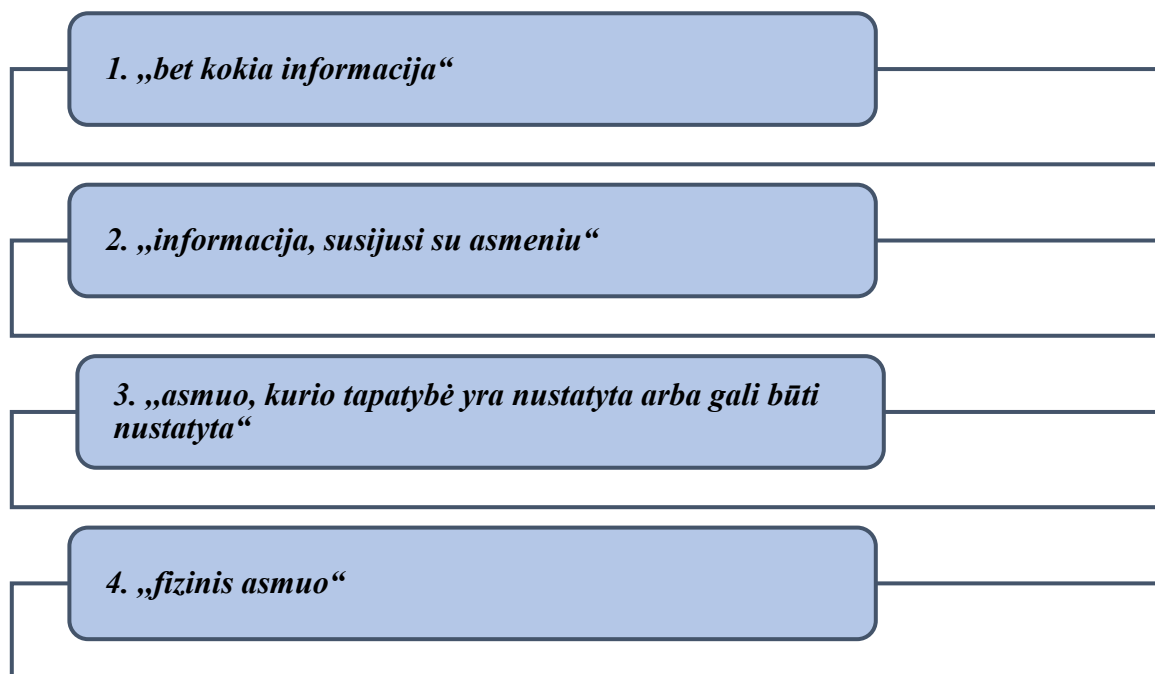 1. „bet kokia informacija“
2. „informacija, susijusi su asmeniu“
3. „asmuo, kurio tapatybė yra nustatyta arba gali būti
nustatyta“
4. „fizinis asmuo“